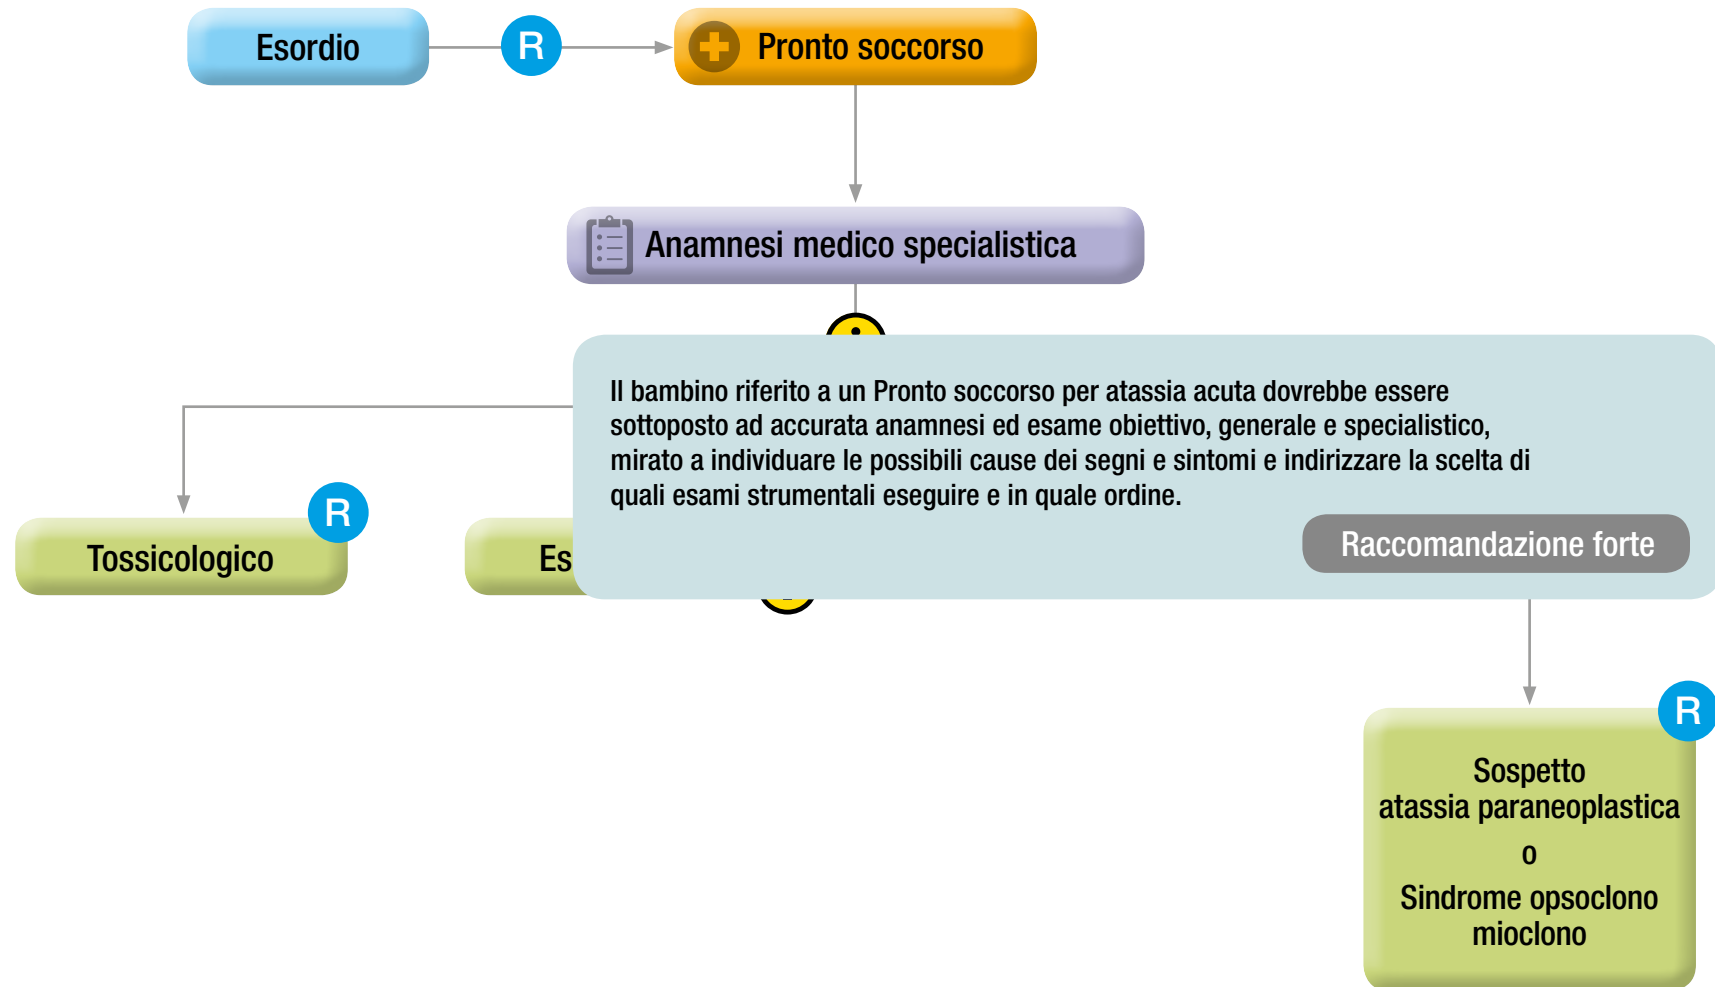 Esordio
R
Pronto soccorso
Anamnesi medico specialistica
Il bambino riferito a un Pronto soccorso per atassia acuta dovrebbe essere
sottoposto ad accurata anamnesi ed esame obiettivo, generale e specialistico,
mirato a individuare le possibili cause dei segni e sintomi e indirizzare la scelta di
quali esami strumentali eseguire e in quale ordine.
Raccomandazione forte
R
Tossicologico
Es
R
Sospetto
atassia paraneoplastica
o
Sindrome opsoclono
mioclono